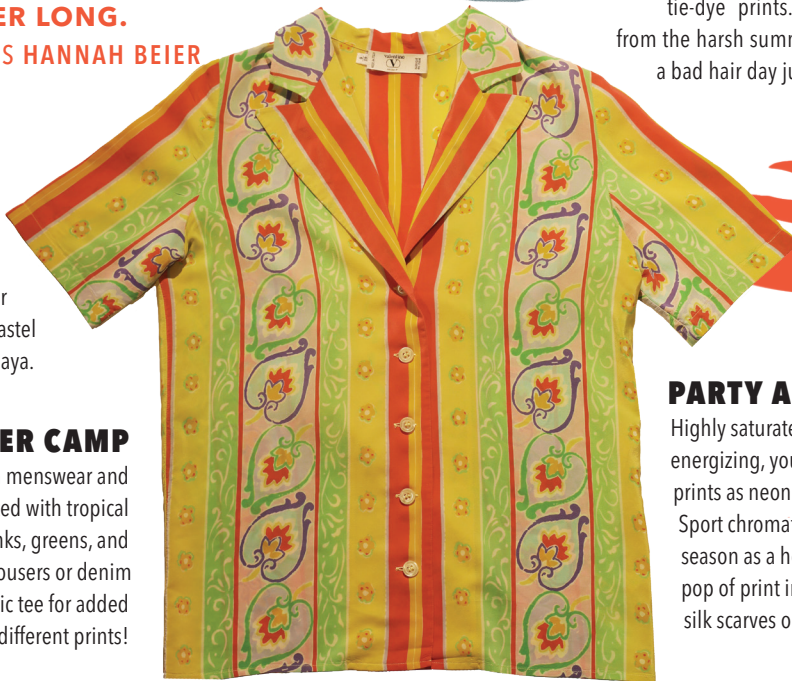 ER LONG.
S HANNAH BEIER
tie-dye" prints.
from the harsh summ
a bad hair day ju
r
astel
aya.
ER CAMP
menswear and
ed with tropical
nks, greens, and
ousers or denim
ic tee for added
different prints!
PARTY A
Highly saturate
energizing, you
prints as neon
Sport chromat
season as a h
pop of print i
silk scarves o